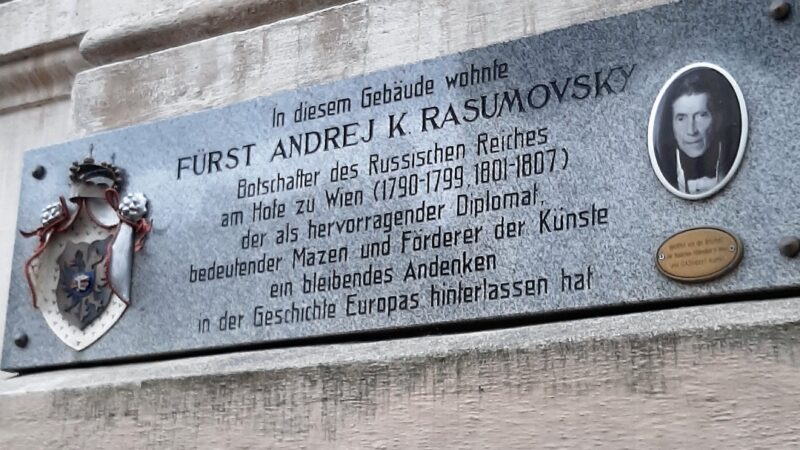 In diesem Gebäude wohnte
FÜRST ANDREJ K. RASUMOVSKY
Botschafter des Russischen Reiches
am Hofe zu Wien (1790-1799, 1801-1807)
der als hervorragender Diplomat,
bedeutender Mäzen und Förderer der Künste
ein bleibendes Andenken
in der Geschichte Europas hinterlassen hat